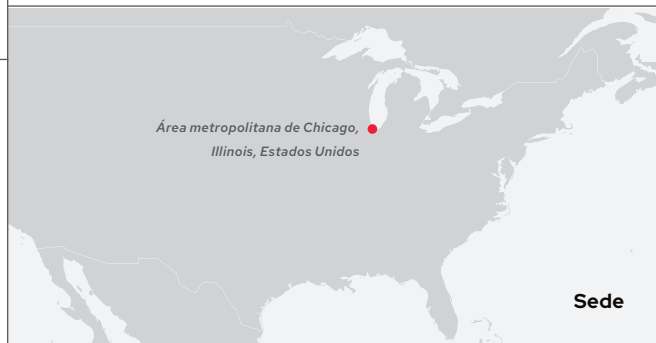 Área metropolitana de Chicago,
Illinois, Estados Unidos
Sede